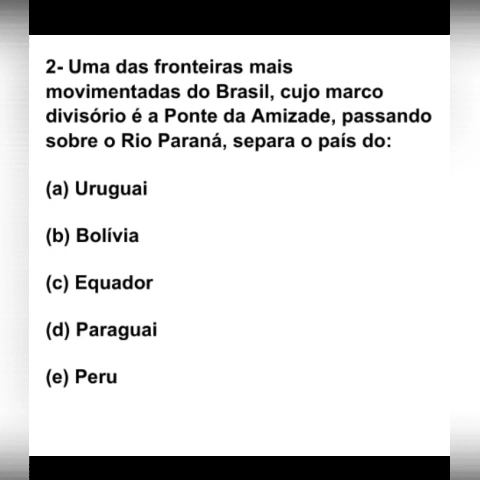 2- Uma das fronteiras mais
movimentadas do Brasil, cujo marco
divisório é a Ponte da Amizade, passando
sobre o Rio Paraná, separa o país do:
(a) Uruguai
(b) Bolívia
(c) Equador
(d) Paraguai
(e) Peru